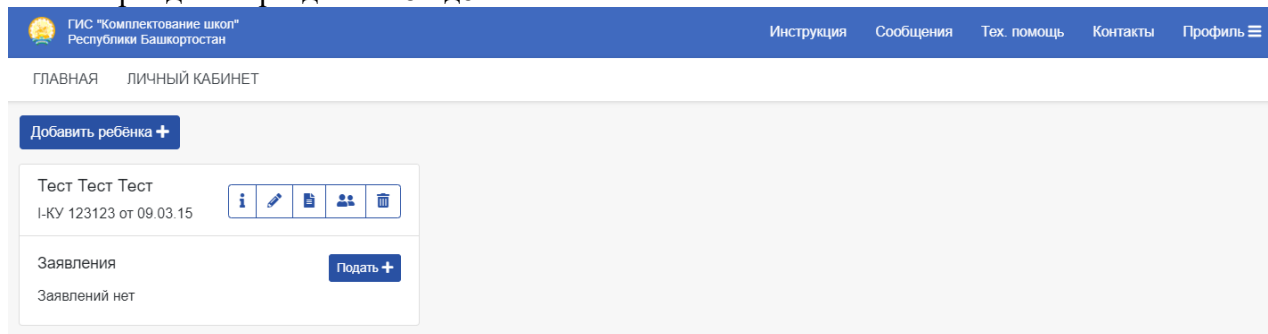 ГИС "Комплектование школ"
Республики Башкортостан
Инструкция Сообщения Тех. помощь Контакты Профиль
ГЛАВНАЯ ЛИЧНЫЙ КАБИНЕТ
Добавить ребёнка
Тест Тест Тест
I-КУ 123123 от 09.03.15
Заявления
Подать
Заявлений нет